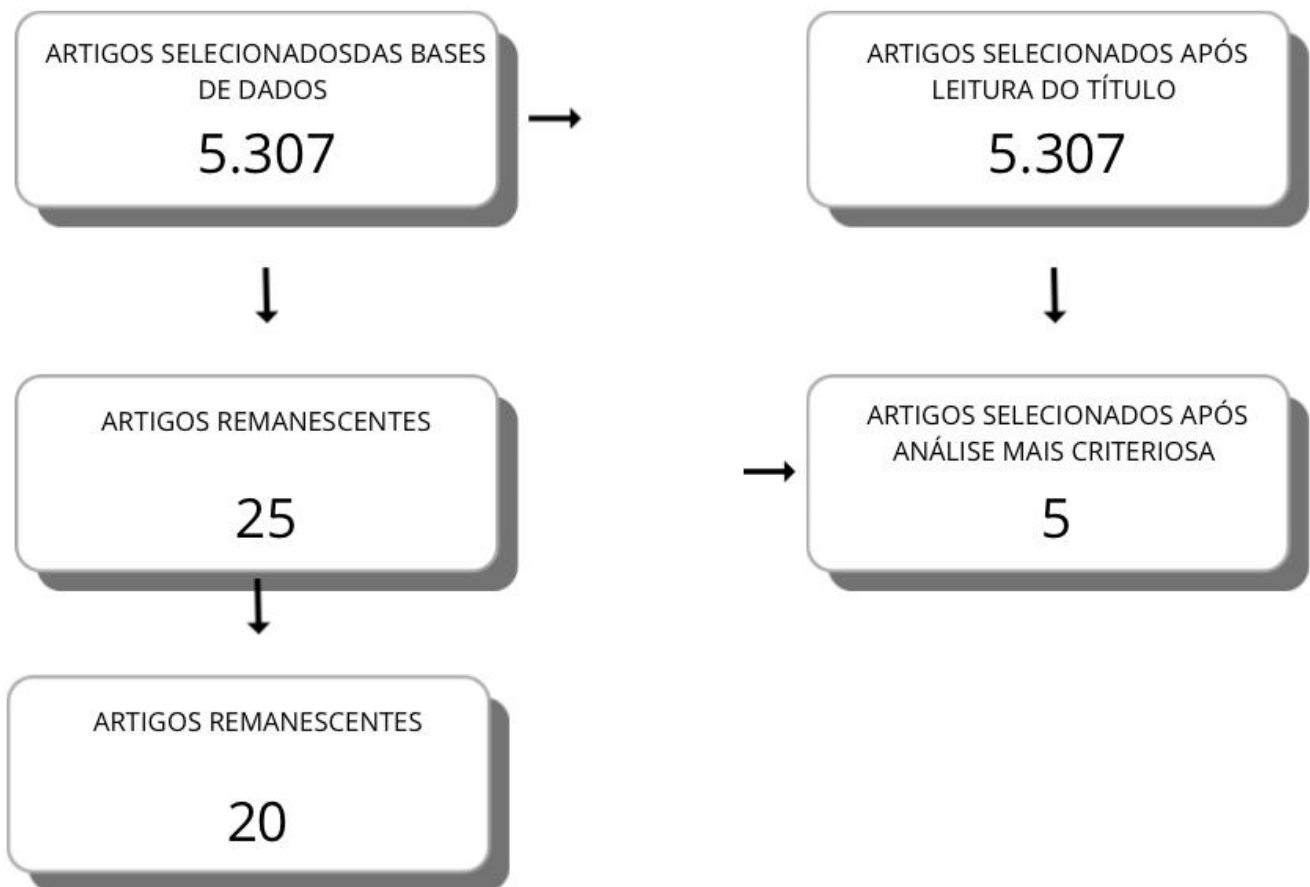 ARTIGOS SELECIONADOSDAS BASES
DE DADOS
5.307
ARTIGOS SELECIONADOS APÓS
LEITURA DO TÍTULO
5.307
ARTIGOS REMANESCENTES
25
ARTIGOS SELECIONADOS APÓS
ANÁLISE MAIS CRITERIOSA
5
ARTIGOS REMANESCENTES
20